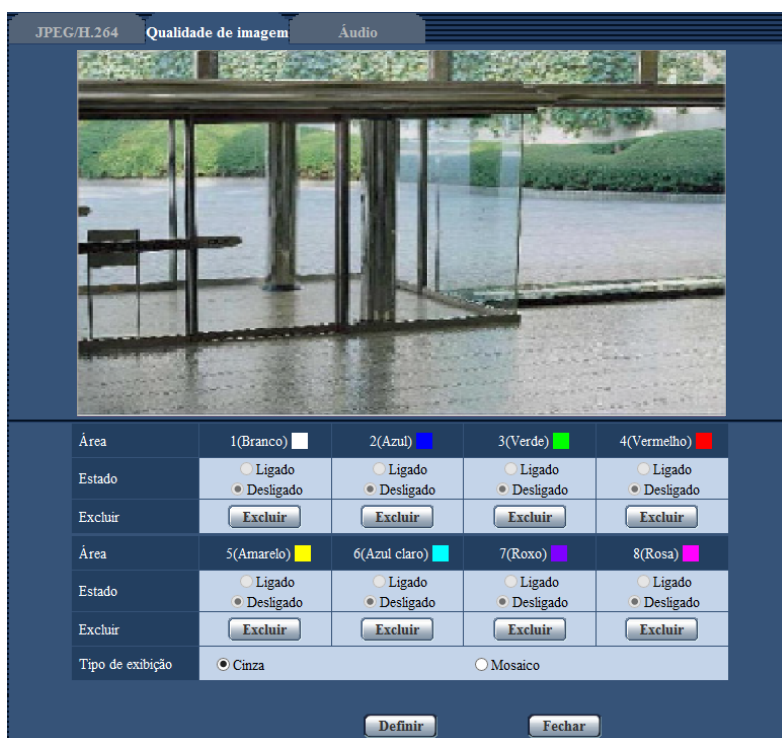 JPEG/H.264 Qualidade de imagem Áudio
Área 1(Branco) 2(Azul) 3(Verde) 4(Vermelho)
Estado Ligado Ligado Ligado Ligado
Desligado Desligado Desligado Desligado
Excluir Excluir Excluir Excluir Excluir
Área 5(Amarelo) 6(Azul claro) 7(Roxo) 8(Rosa)
Estado Ligado Ligado Ligado Ligado
Desligado Desligado Desligado Desligado
Excluir Excluir Excluir Excluir Excluir
Tipo de exibição Cinza Mosaico
Definir Fechar